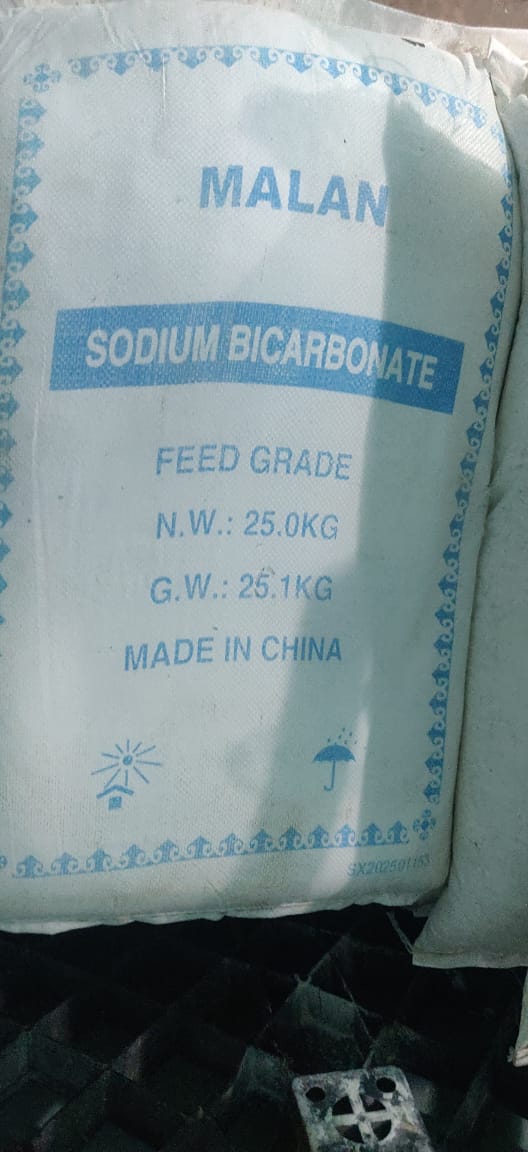 MALAN
SODIUM BICARBONATE
FEED GRADE
N.W.: 25.0KG
G.W.: 25.1KG
MADE IN CHINA